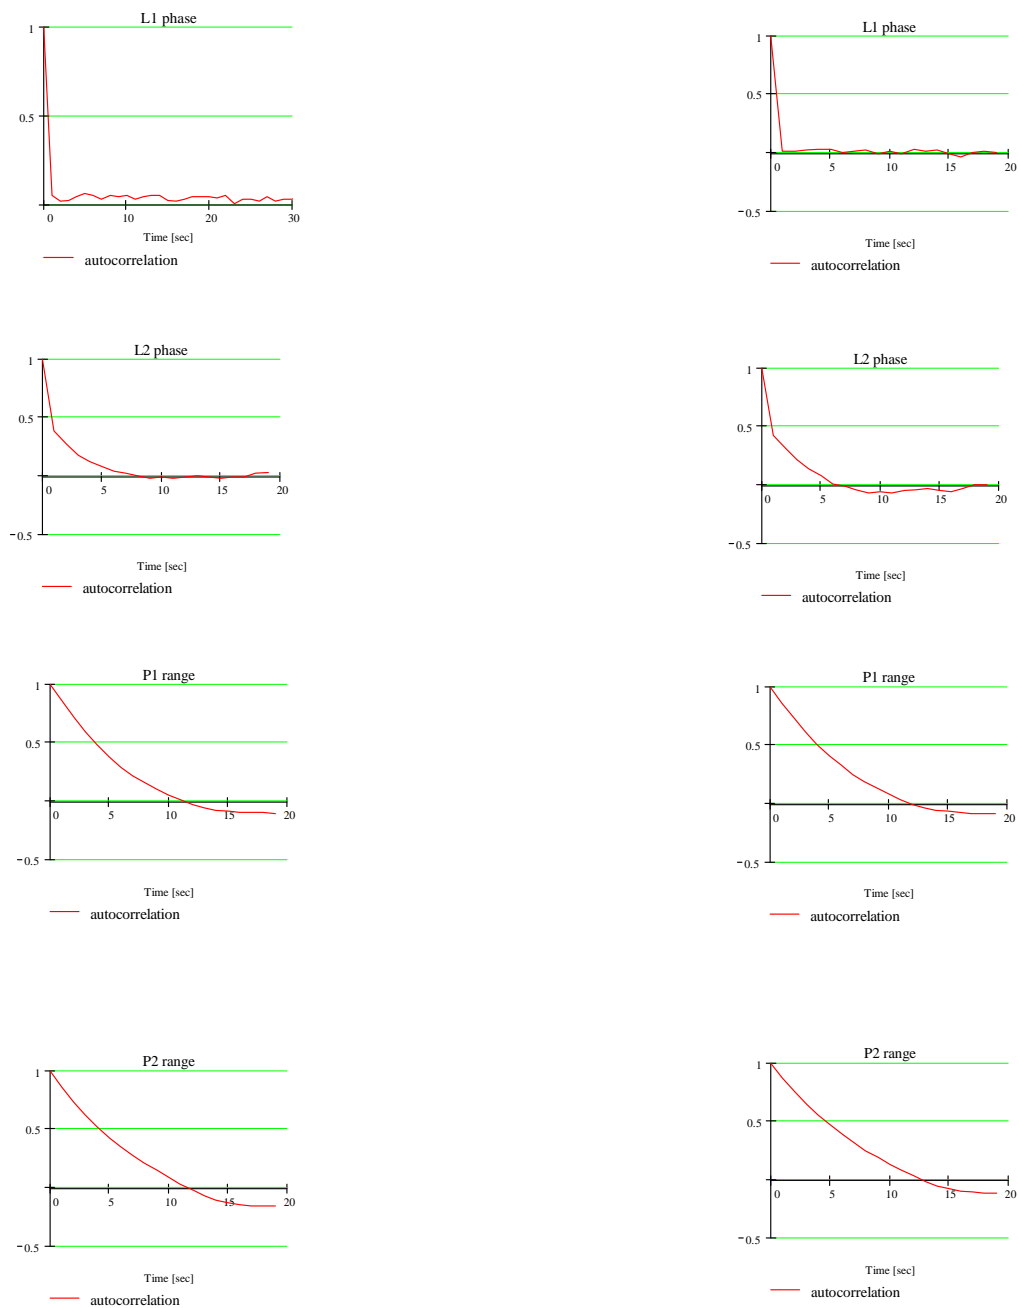 L1 phase
1
0.5
0 10 20 30
Time [sec]
autocorrelation
L1 phase
1
0.5
0 5 10 15 20
−0.5
Time [sec]
autocorrelation
L2 phase
1
0.5
0 5 10 15 20
−0.5
Time [sec]
autocorrelation
L2 phase
1
0.5
0 5 10 15 20
−0.5
Time [sec]
autocorrelation
P1 range
1
0.5
0 5 10 15 20
−0.5
Time [sec]
autocorrelation
P1 range
1
0.5
0 5 10 15 20
−0.5
Time [sec]
autocorrelation
P2 range
1
0.5
0 5 10 15 20
−0.5
Time [sec]
autocorrelation
P2 range
1
0.5
0 5 10 15 20
−0.5
Time [sec]
autocorrelation